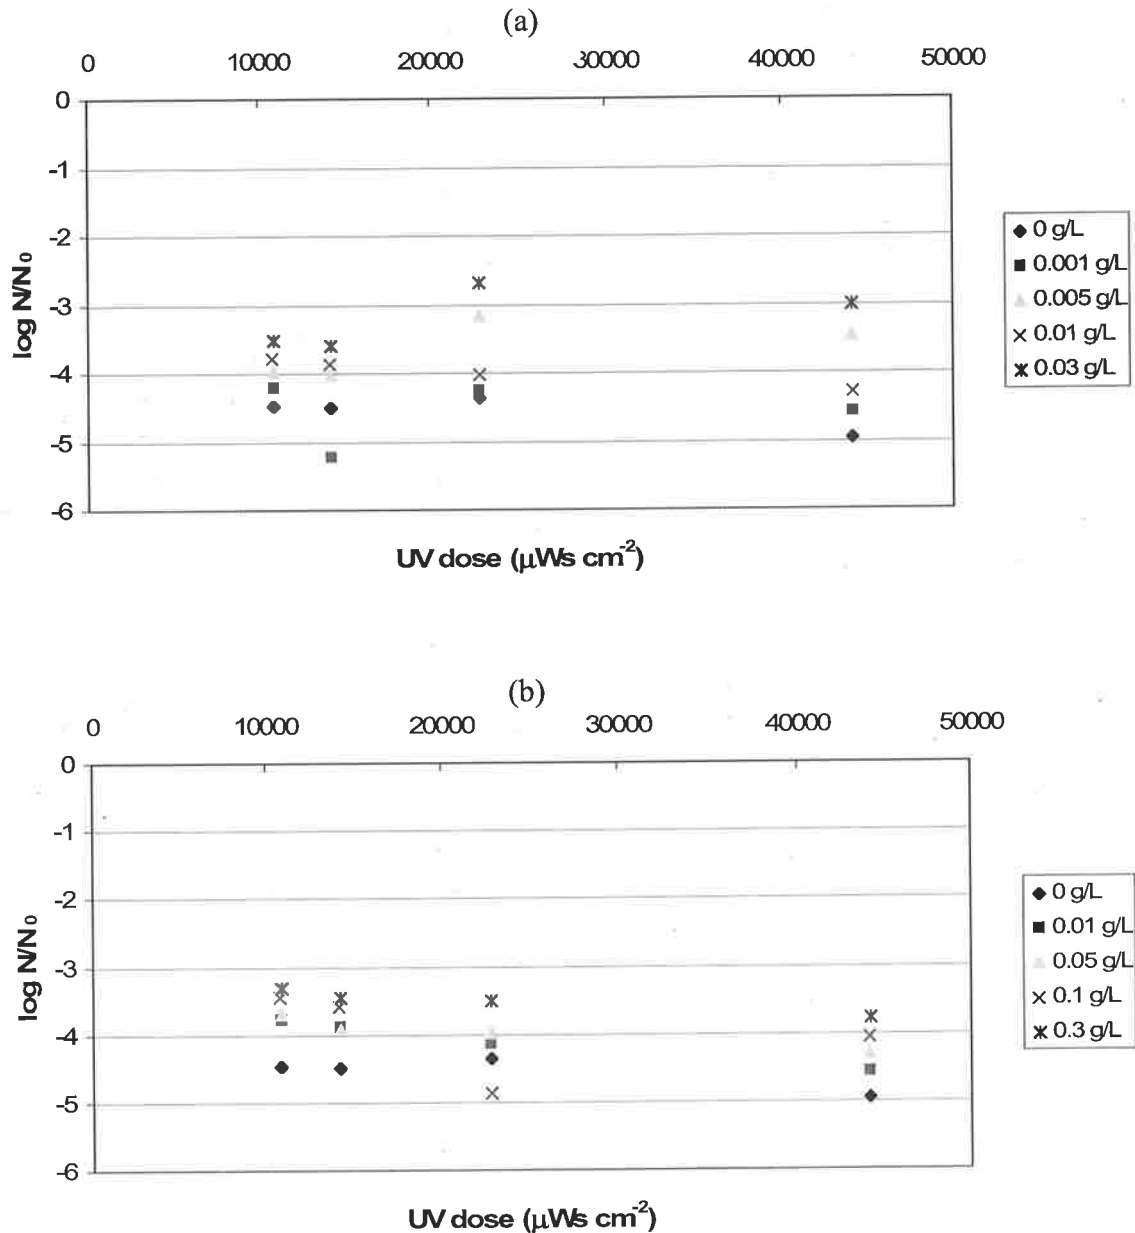 (a)
0 10000 20000 30000 40000 50000
0
-1
-2
-3
-4
-5
-6
log N/N₀
UV dose (µWs cm⁻²)
0 g/L
0.001 g/L
0.005 g/L
0.01 g/L
0.03 g/L
(b)
0 10000 20000 30000 40000 50000
0
-1
-2
-3
-4
-5
-6
log N/N₀
UV dose (µWs cm⁻²)
0 g/L
0.01 g/L
0.05 g/L
0.1 g/L
0.3 g/L